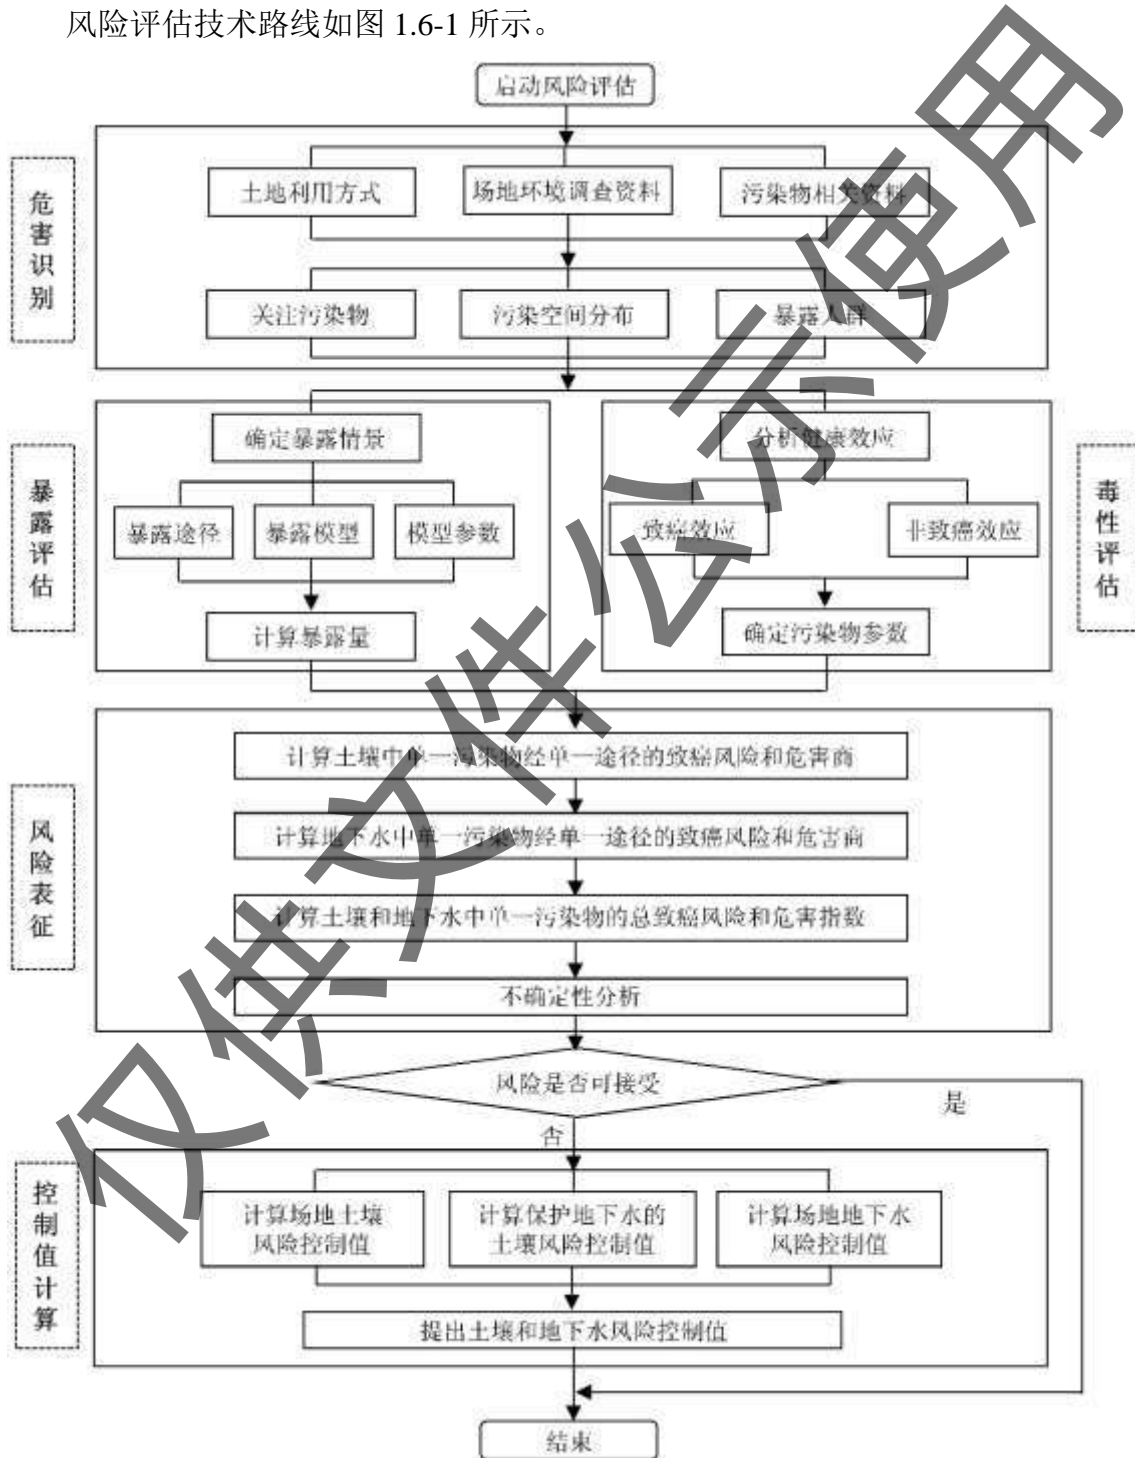 风险评估技术路线如图 1.6-1 所示。
启动风险评估
危害识别
土地利用方式
场地环境调查资料
污染物相关资料
关注污染物
污染空间分布
暴露人群
暴露评估
确定暴露情景
暴露途径
暴露模型
模型参数
计算暴露量
毒性评估
分析健康效应
致癌效应
非致癌效应
确定污染物参数
风险表征
计算土壤中单一污染物经单一途径的致癌风险和危害商
计算地下水中单一污染物经单一途径的致癌风险和危害商
计算土壤和地下水中单一污染物的总致癌风险和危害指数
不确定性分析
风险是否可接受
是
否
控制值计算
计算场地土壤
风险控制值
计算保护地下水的
土壤风险控制值
计算场地地下水
风险控制值
提出土壤和地下水风险控制值
结束
仅供文件公示使用